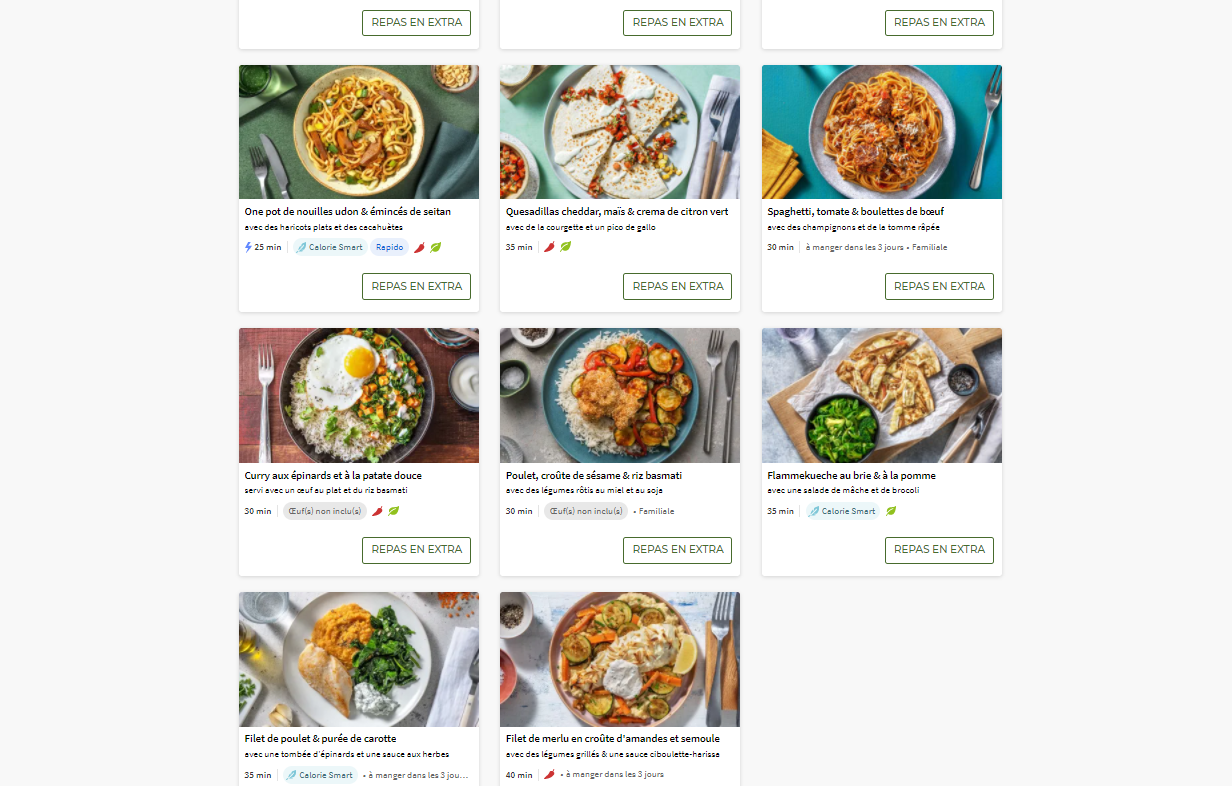 REPAS EN EXTRA
REPAS EN EXTRA
REPAS EN EXTRA
One pot de nouilles udon & émincés de seitan
avec des haricots plats et des cacahuètes
25 min Calorie Smart Rapido
REPAS EN EXTRA
Quesadillas cheddar, maïs & crema de citron vert
avec de la courgette et un pico de gallo
35 min
REPAS EN EXTRA
Spaghetti, tomate & boulettes de bœuf
avec des champignons et de la tomme râpée
30 min à manger dans les 3 jours • Familiale
REPAS EN EXTRA
Curry aux épinards et à la patate douce
servi avec un œuf au plat et du riz basmati
30 min Œuf(s) non inclu(s)
REPAS EN EXTRA
Poulet, croûte de sésame & riz basmati
avec des légumes rôtis au miel et au soja
30 min Œuf(s) non inclu(s) • Familiale
REPAS EN EXTRA
Flammekueche au brie & à la pomme
avec une salade de mâche et de brocoli
35 min Calorie Smart
REPAS EN EXTRA
Filet de poulet & purée de carotte
avec une tombée d'épinards et une sauce aux herbes
35 min Calorie Smart • à manger dans les 3 jou...
Filet de merlu en croûte d'amandes et semoule
avec des légumes grillés & une sauce ciboulette-harissa
40 min • à manger dans les 3 jours